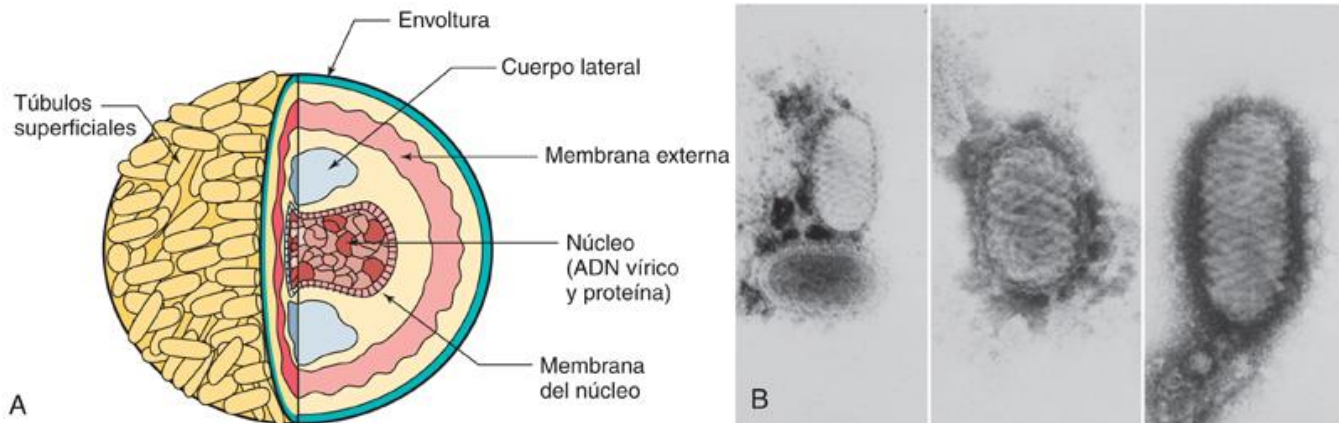 Envoltura
Cuerpo lateral
Túbulos
superficiales
Membrana externa
Núcleo
(ADN vírico
y proteína)
Membrana
del núcleo
A
B